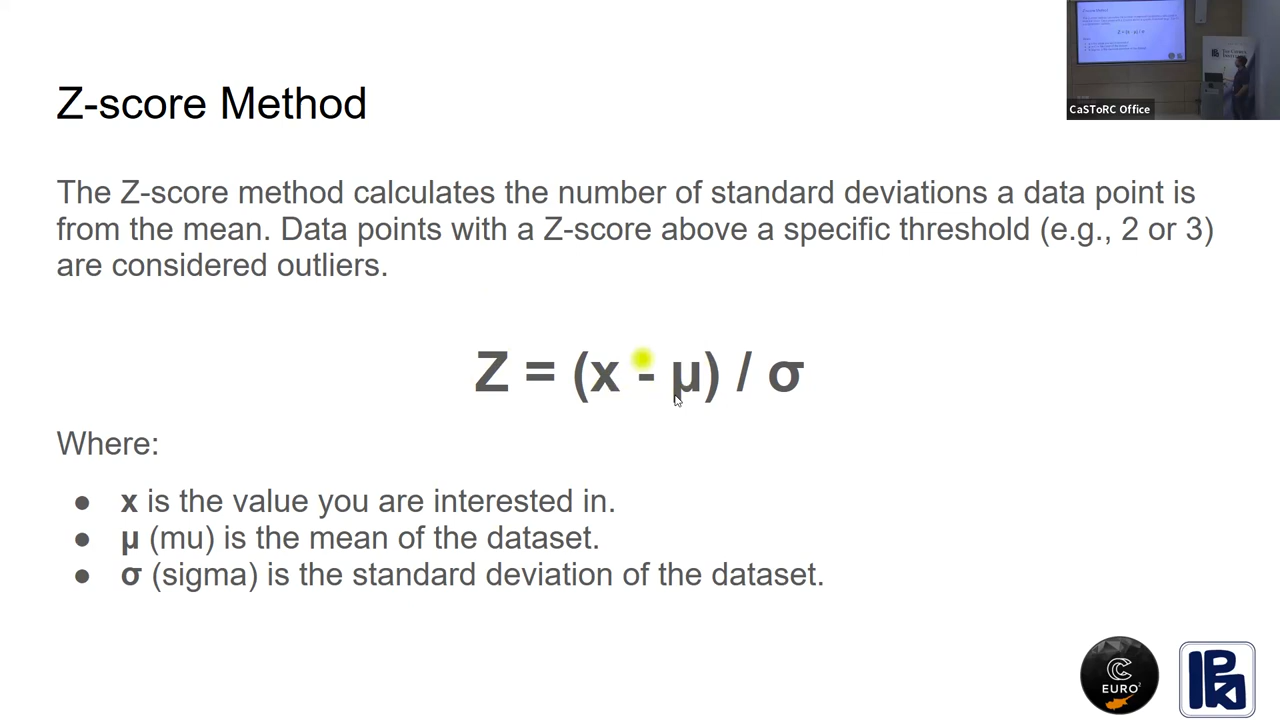 Z-score Method
CaSToRC Office
The Z-score method calculates the number of standard deviations a data point is
from the mean. Data points with a Z-score above a specific threshold (e.g., 2 or 3)
are considered outliers.
Z = (x - µ) / σ
Where:
● x is the value you are interested in.
● µ (mu) is the mean of the dataset.
● σ (sigma) is the standard deviation of the dataset.
C
EURO²